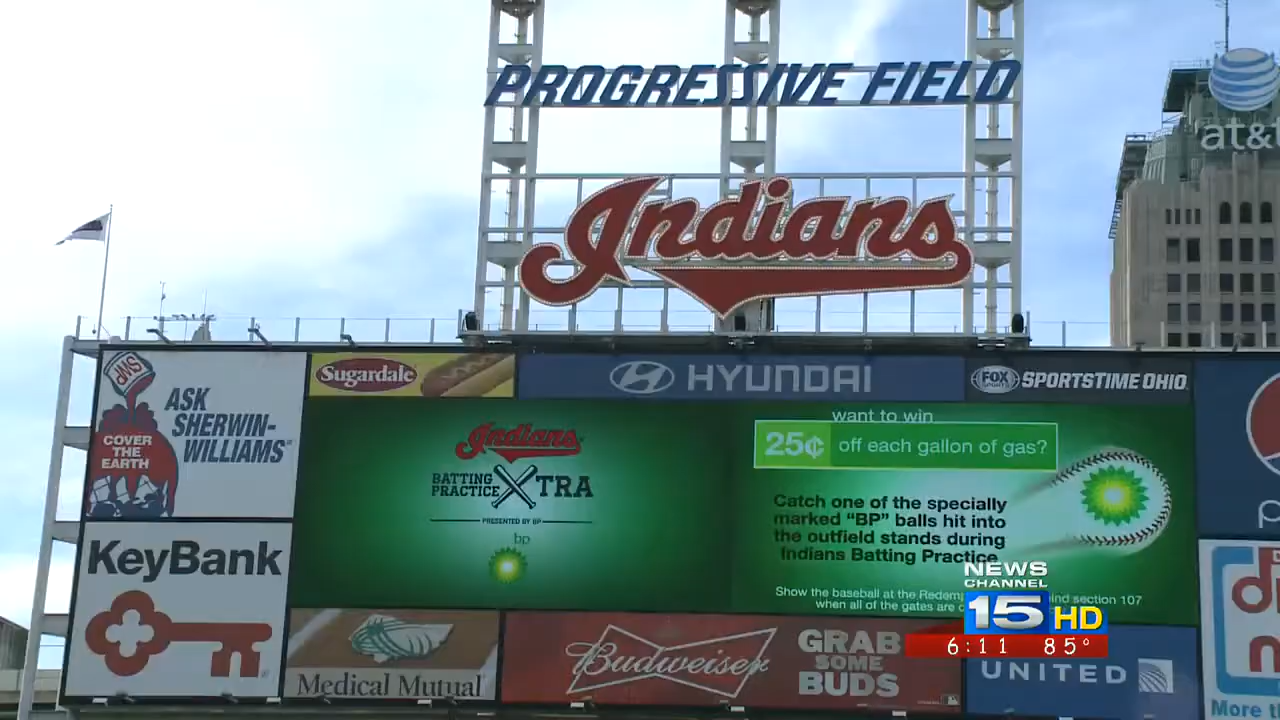 PROGRESSIVE FIELD
Indians
at&t
SWP
COVER
THE
EARTH
ASK
SHERWIN-
WILLIAMS
Sugardale
HYUNDAI
FOX
SPORTS
SPORTSTIME OHIO
Indians
BATTING
PRACTICE
XTRA
PRESENTED BY BP
bp
want to win
25¢ off each gallon of gas?
Catch one of the specially
marked “BP” balls hit into
the outfield stands during
Indians Batting Practice
Show the baseball at the section 107
when all of the gates are
KeyBank
Medical Mutual
Budweiser
GRAB
SOME
BUDS
UNITED
More
NEWS
CHANNEL
15 HD
6:11 85°